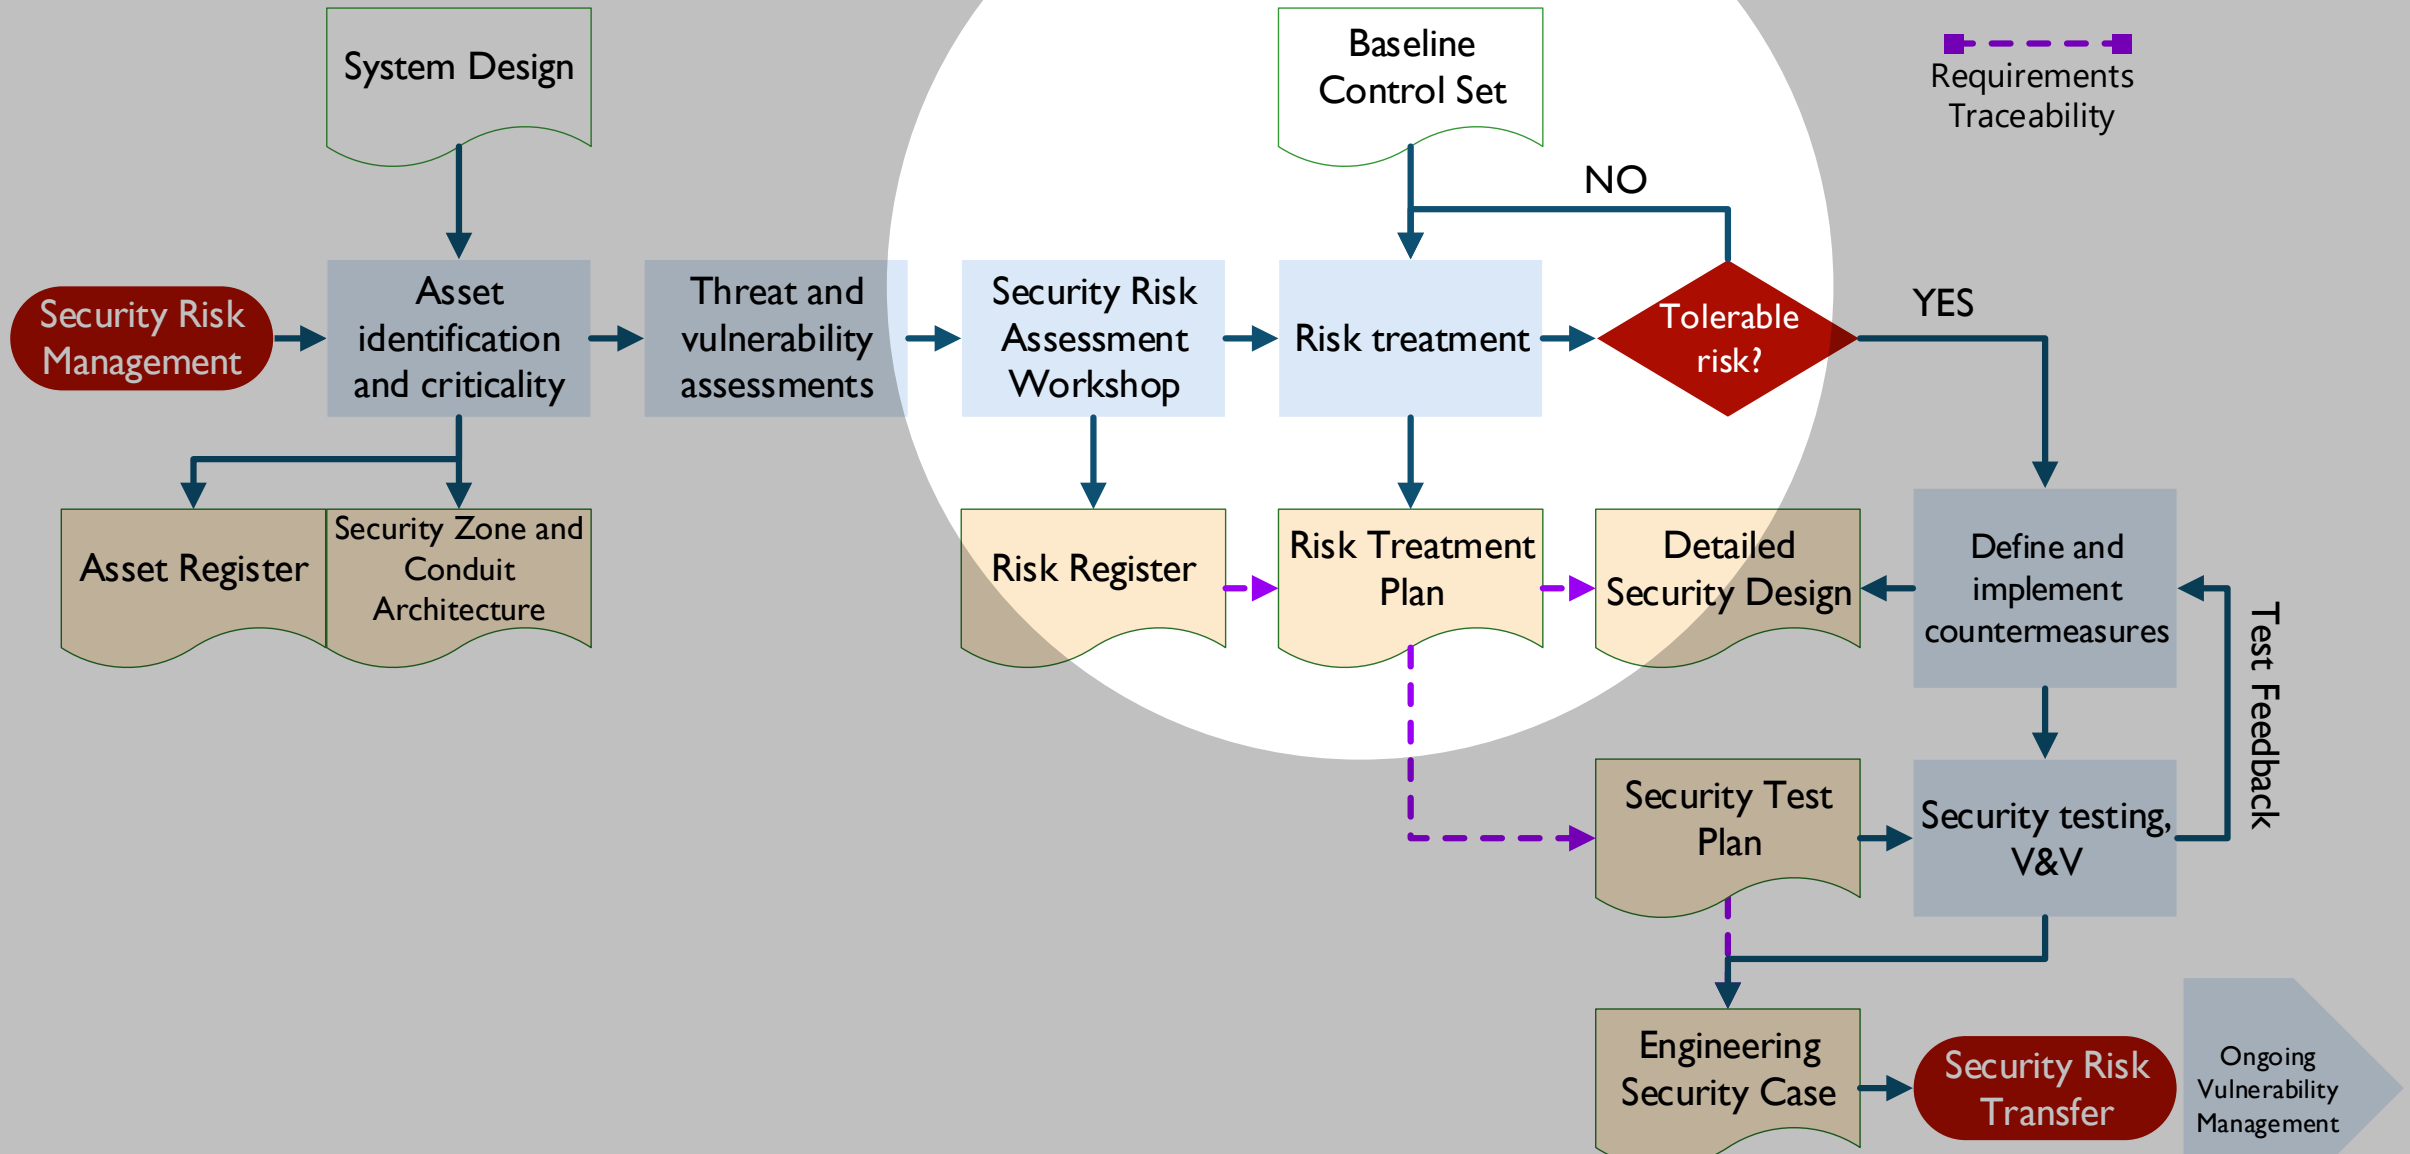 System Design
Baseline
Control Set
Requirements
Traceability
NO
Security Risk
Management
Asset
identification
and criticality
Threat and
vulnerability
assessments
Security Risk
Assessment
Workshop
Risk treatment
Tolerable
risk?
YES
Asset Register
Security Zone and
Conduit
Architecture
Risk Register
Risk Treatment
Plan
Detailed
Security Design
Define and
implement
countermeasures
Test Feedback
Security Test
Plan
Security testing,
V&V
Engineering
Security Case
Security Risk
Transfer
Ongoing
Vulnerability
Management